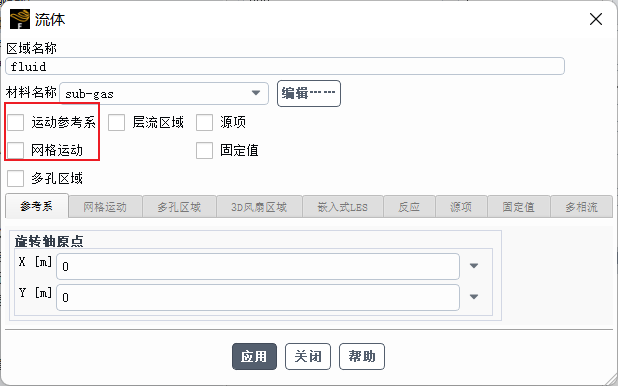 流体
区域名称
fluid
材料名称 sub-gas 编辑……
运动参考系 层流区域 源项
网格运动 固定值
多孔区域
参考系 网格运动 多孔区域 3D风扇区域 嵌入式LES 反应 源项 固定值 多相流
旋转轴原点
X [m] 0
Y [m] 0
应用 关闭 帮助